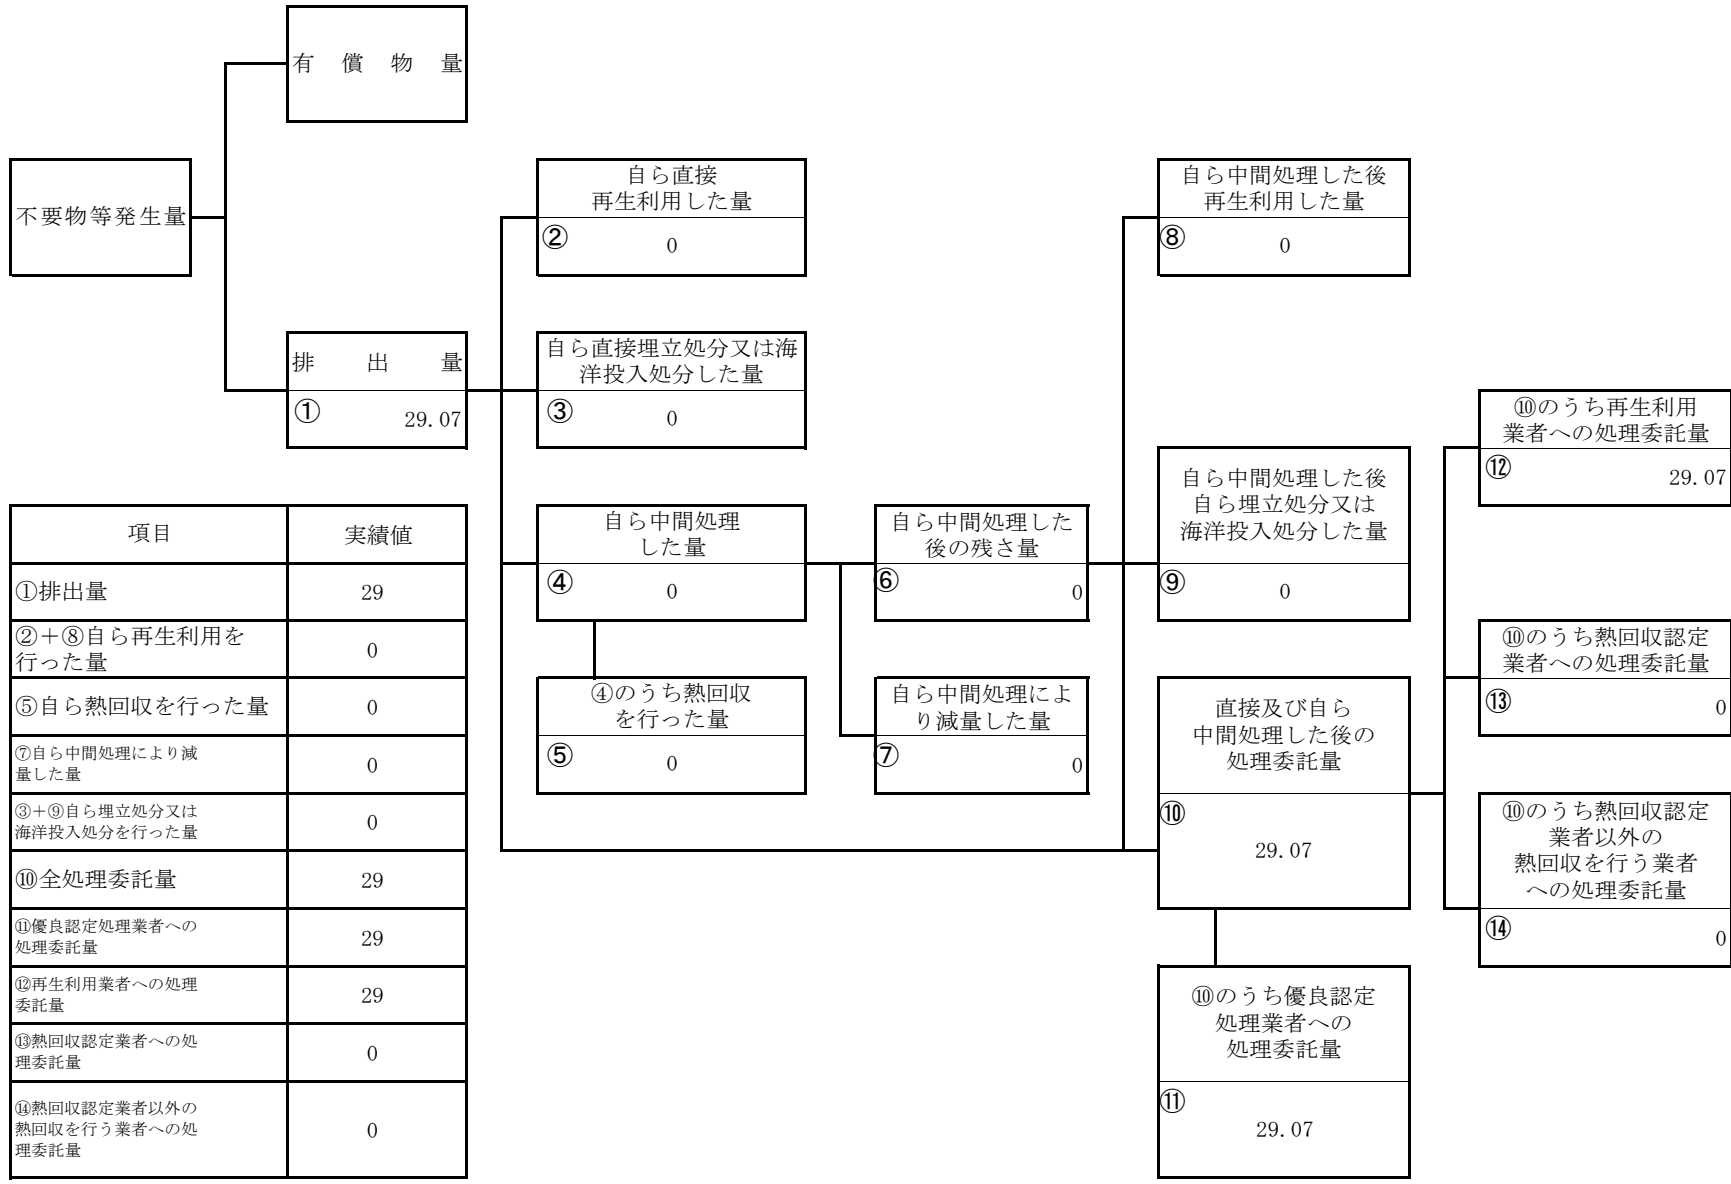 有償物量
不要物等発生量
排出量
① 29.07
自ら直接
再生利用した量
② 0
自ら直接埋立処分又は海
洋投入処分した量
③ 0
自ら中間処理
した量
④ 0
④のうち熱回収
を行った量
⑤ 0
自ら中間処理した
後の残さ量
⑥ 0
自ら中間処理によ
り減量した量
⑦ 0
自ら中間処理した後
再生利用した量
⑧ 0
自ら中間処理した後
自ら埋立処分又は
海洋投入処分した量
⑨ 0
直接及び自ら
中間処理した後の
処理委託量
⑩
29.07
⑩のうち優良認定
処理業者への
処理委託量
⑪
29.07
⑩のうち再生利用
業者への処理委託量
⑫ 29.07
⑩のうち熱回収認定
業者への処理委託量
⑬ 0
⑩のうち熱回収認定
業者以外の
熱回収を行う業者
への処理委託量
⑭ 0
項目 実績値
①排出量 29
②+⑧自ら再生利用を
行った量 0
⑤自ら熱回収を行った量 0
⑦自ら中間処理により減
量した量 0
③+⑨自ら埋立処分又は
海洋投入処分を行った量 0
⑩全処理委託量 29
⑪優良認定処理業者への
処理委託量 29
⑫再生利用業者への処理
委託量 29
⑬熱回収認定業者への処
理委託量 0
⑭熱回収認定業者以外の
熱回収を行う業者への処
理委託量 0